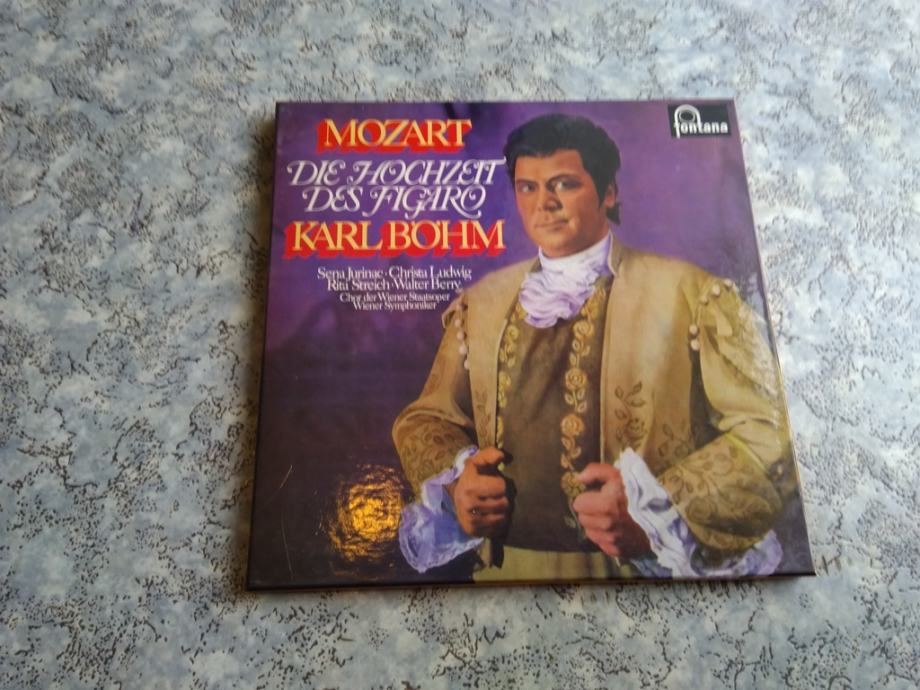 fontana
MOZART
DIE HOCHZEIT
DES FIGARO
KARL BÖHM
Sena Jurinac · Christa Ludwig
Rita Streich · Walter Berry
Chor der Wiener Staatsoper
Wiener Symphoniker